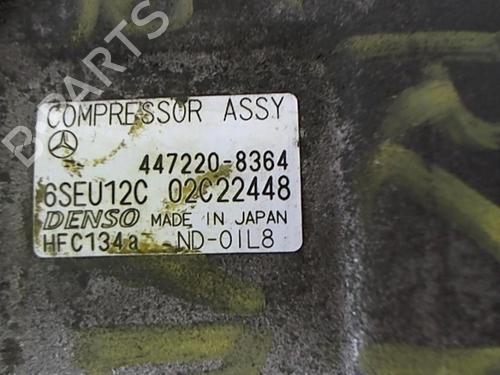 B-PARTS
COMPRESSOR ASSY
447220-8364
6SEU12C 02C22448
DENSO MADE IN JAPAN
HFC134a ND-OIL8